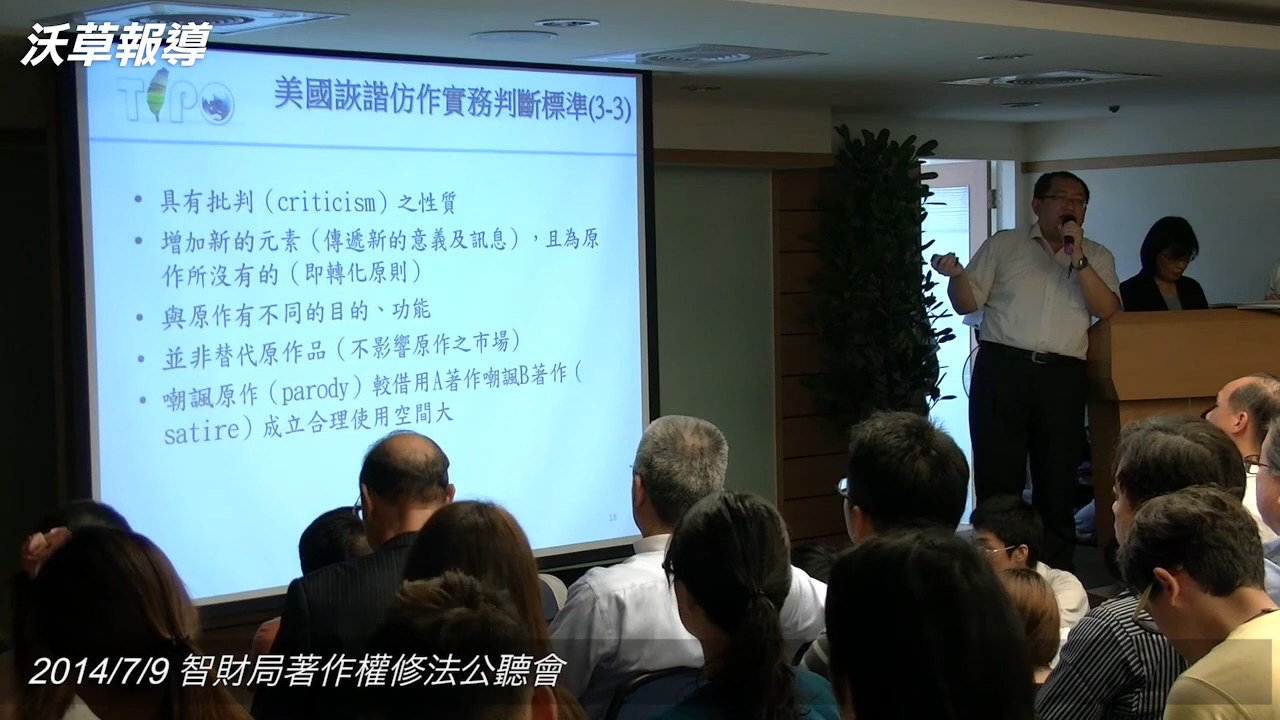 沃草報導
TIPO
美國詼諧仿作實務判斷標準(3-3)
• 具有批判（criticism）之性質
• 增加新的元素（傳遞新的意義及訊息），且為原
作所沒有的（即轉化原則）
• 與原作有不同的目的、功能
• 並非替代原作品（不影響原作之市場）
• 嘲諷原作（parody）較借用A著作嘲諷B著作（
satire）成立合理使用空間大
18
2014/7/9 智財局著作權修法公聽會